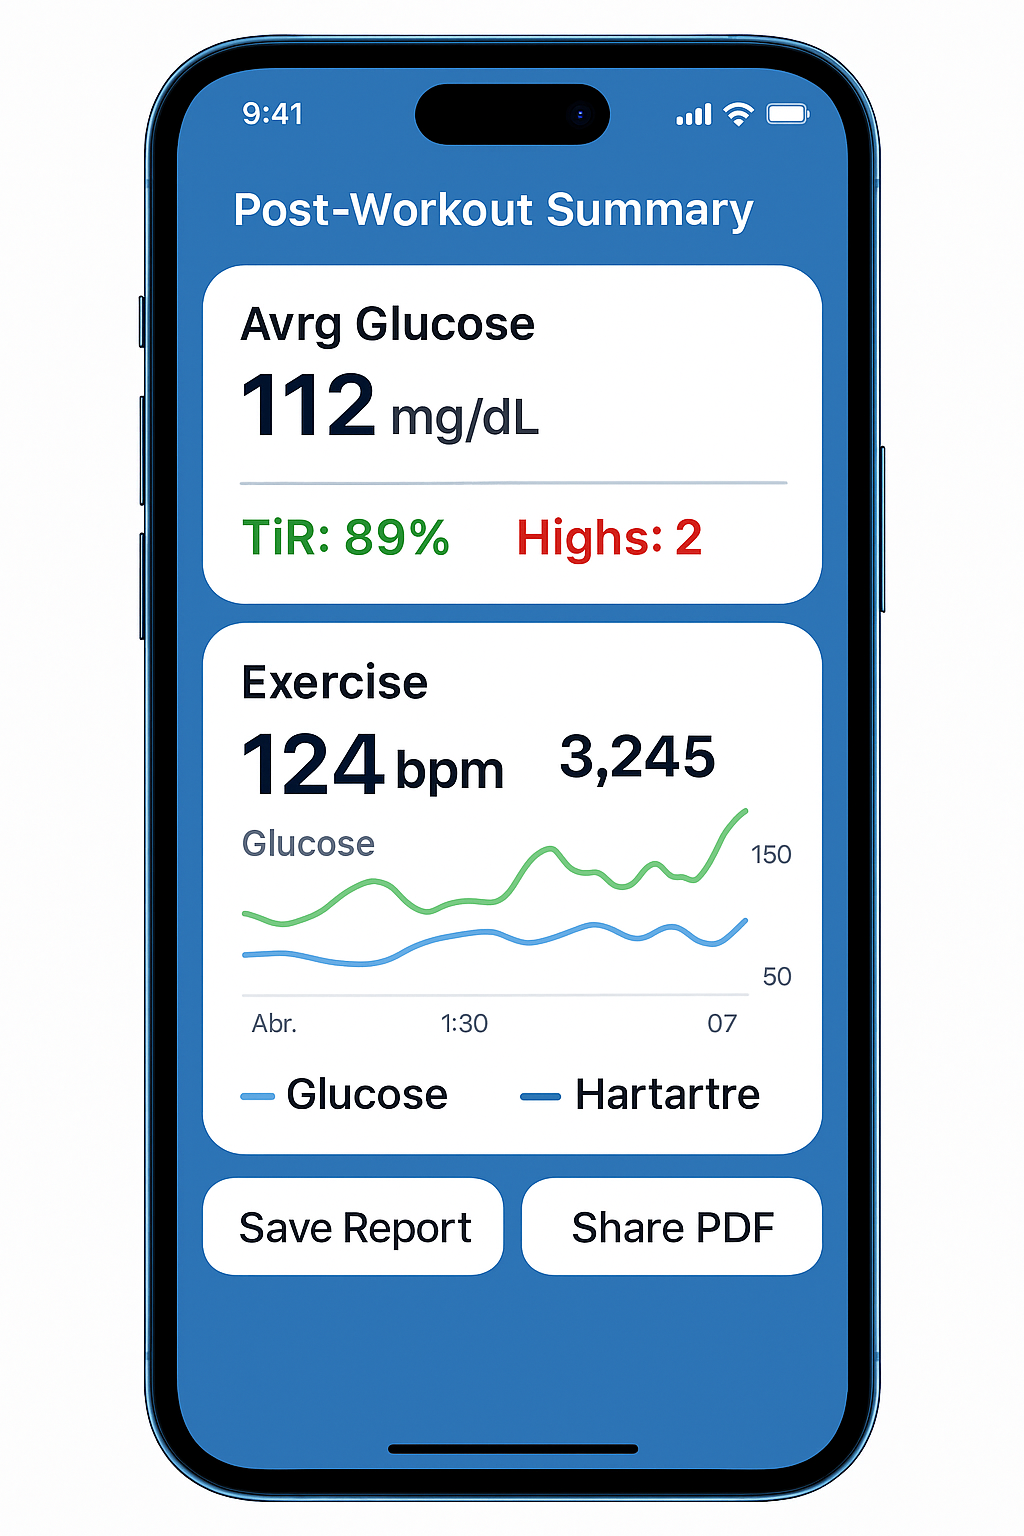 9:41
Post-Workout Summary
Avrg Glucose
112 mg/dL
TiR: 89% Highs: 2
Exercise
124 bpm 3,245
Glucose
150
50
Abr. 1:30 07
Glucose Hartartre
Save Report Share PDF